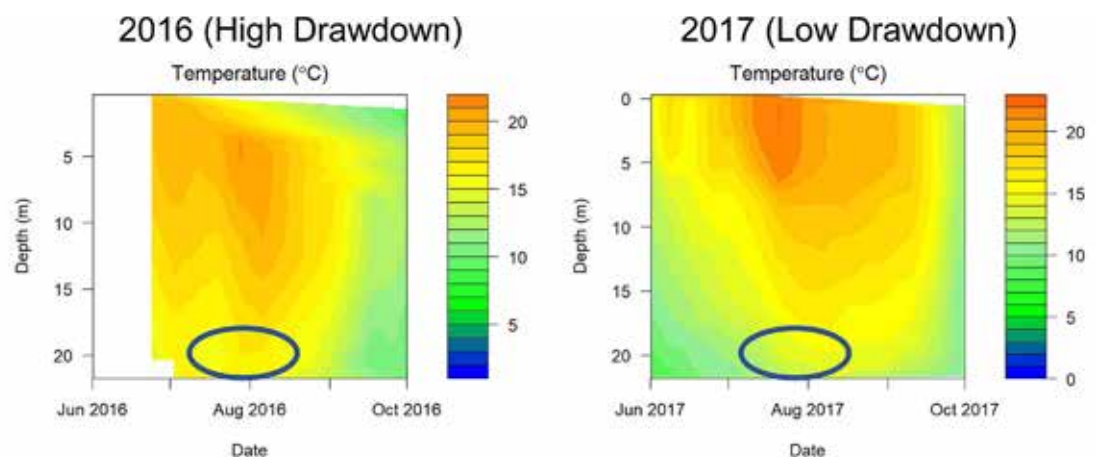 2016 (High Drawdown)
Temperature (°C)
5
10
15
20
Depth (m)
Jun 2016
Aug 2016
Oct 2016
Date
20
15
10
5
2017 (Low Drawdown)
Temperature (°C)
0
5
10
15
20
Depth (m)
Jun 2017
Aug 2017
Oct 2017
Date
20
15
10
5
0